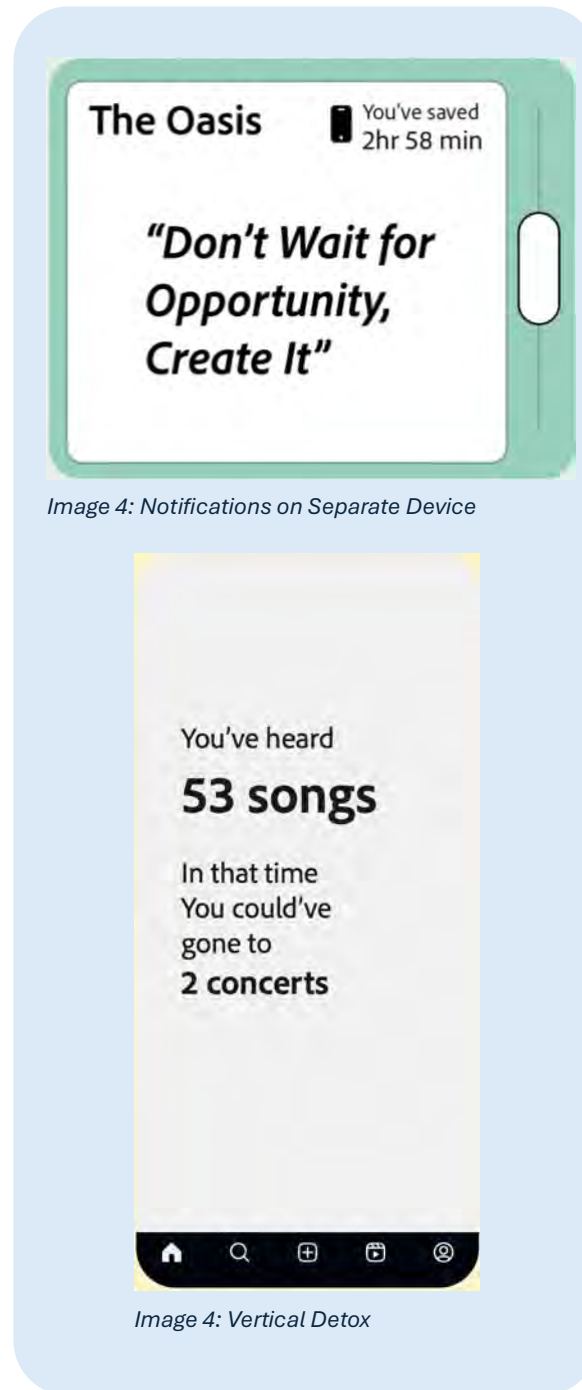 The Oasis
You've saved
2hr 58 min
“Don't Wait for
Opportunity,
Create It”
Image 4: Notifications on Separate Device
You've heard
53 songs
In that time
You could've
gone to
2 concerts
Image 4: Vertical Detox